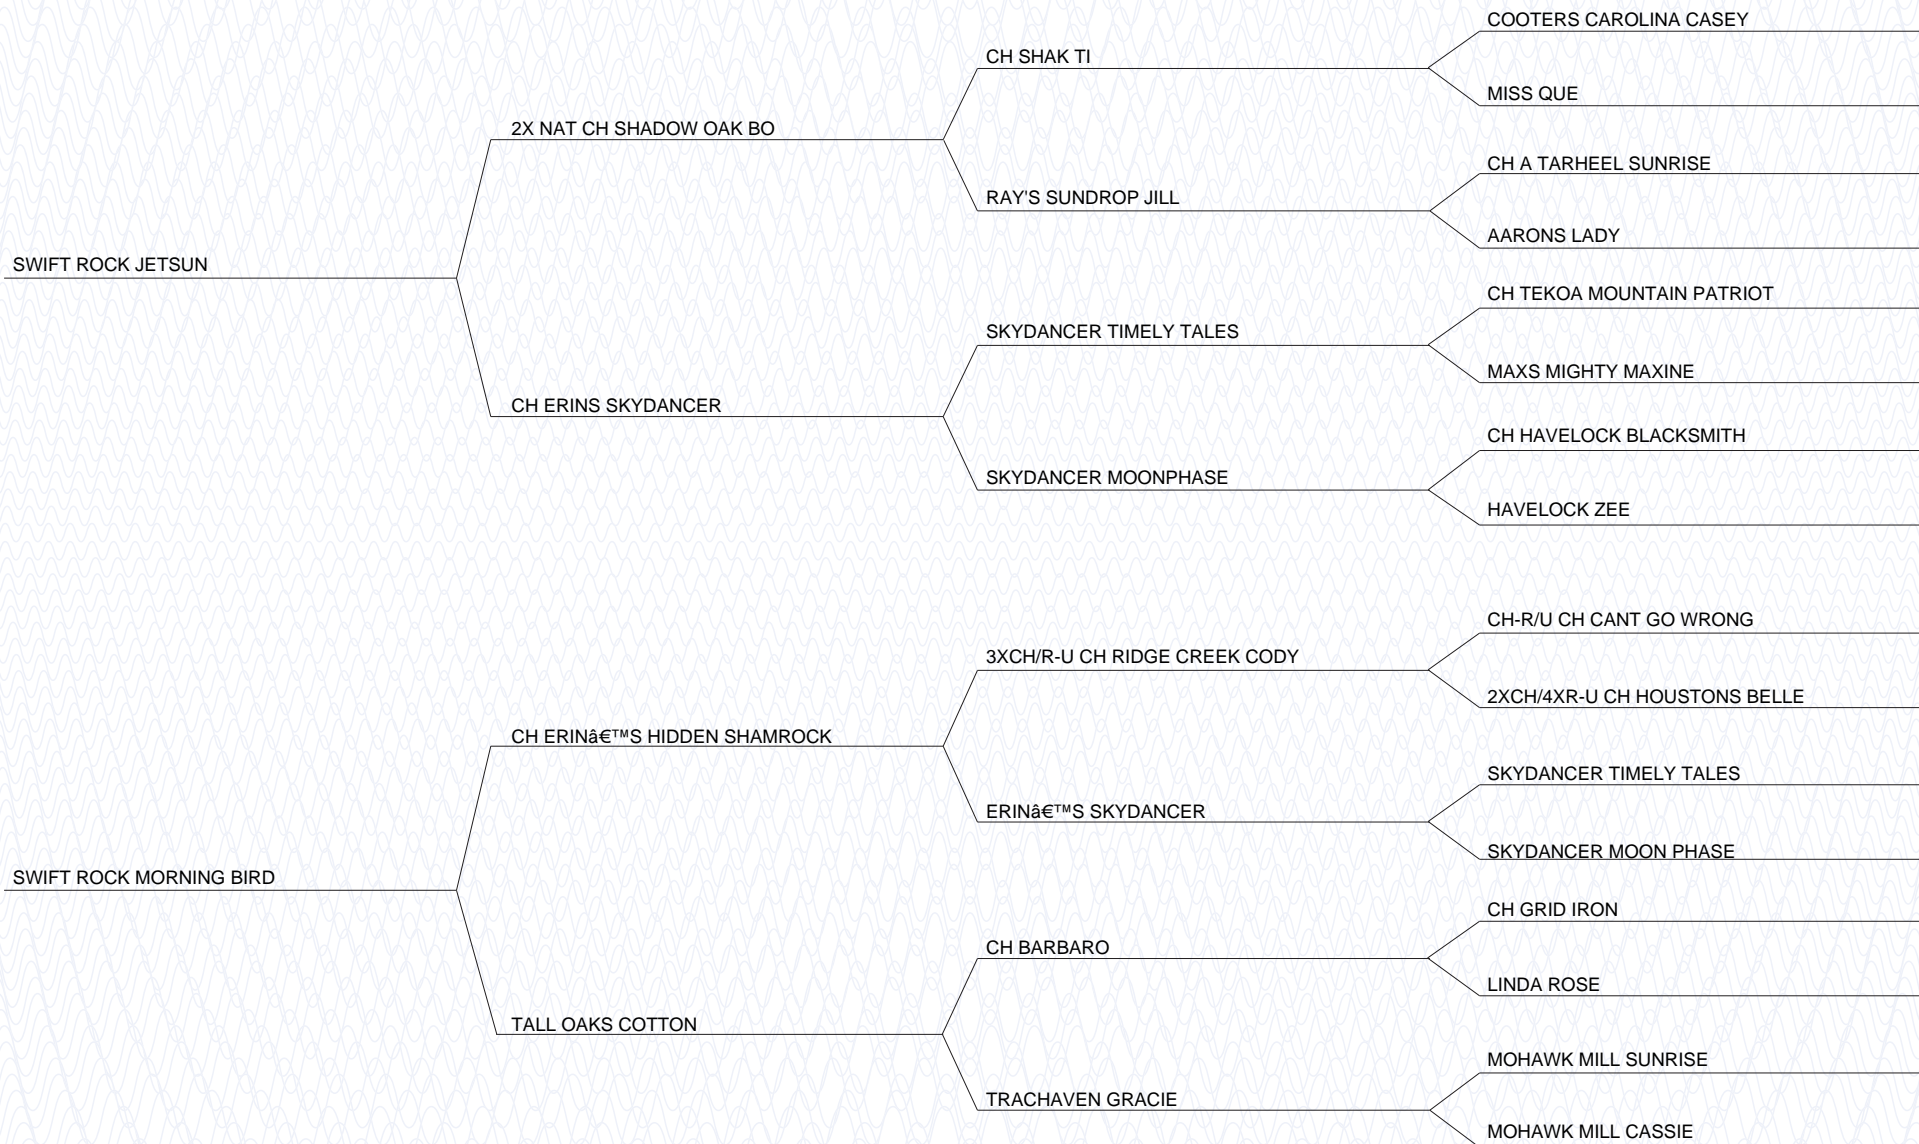 COOTERS CAROLINA CASEY
CH SHAK TI
MISS QUE
2X NAT CH SHADOW OAK BO
CH A TARHEEL SUNRISE
RAY'S SUNDROP JILL
AARONS LADY
SWIFT ROCK JETSUN
CH TEKOA MOUNTAIN PATRIOT
SKYDANCER TIMELY TALES
MAXS MIGHTY MAXINE
CH ERINS SKYDANCER
CH HAVELOCK BLACKSMITH
SKYDANCER MOONPHASE
HAVELOCK ZEE
CH-R/U CH CANT GO WRONG
3XCH/R-U CH RIDGE CREEK CODY
2XCH/4XR-U CH HOUSTONS BELLE
CH ERINâ€™S HIDDEN SHAMROCK
SKYDANCER TIMELY TALES
ERINâ€™S SKYDANCER
SKYDANCER MOON PHASE
SWIFT ROCK MORNING BIRD
CH GRID IRON
CH BARBARO
LINDA ROSE
TALL OAKS COTTON
MOHAWK MILL SUNRISE
TRACHAVEN GRACIE
MOHAWK MILL CASSIE